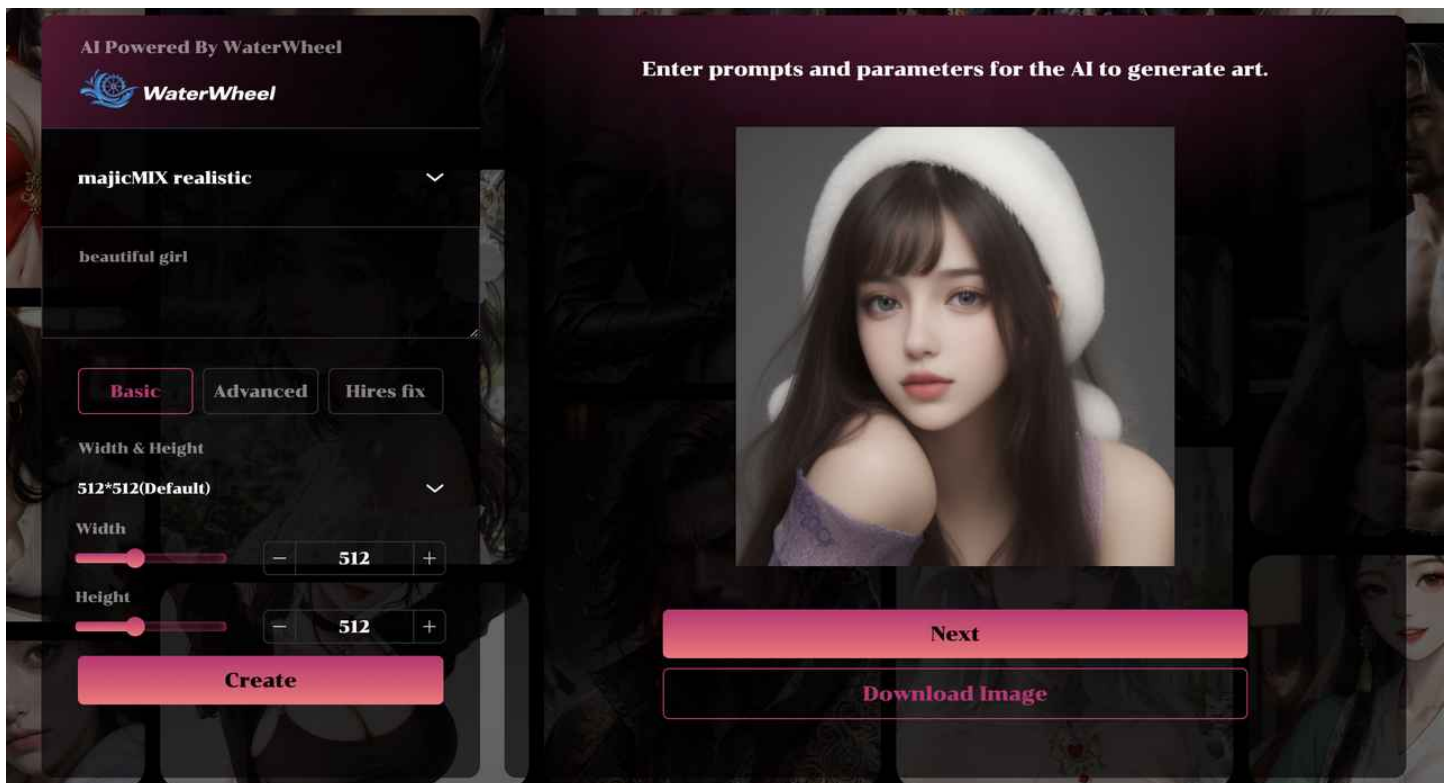 AI Powered By WaterWheel
WaterWheel
majicMIX realistic
beautiful girl
Basic
Advanced
Hires fix
Width & Height
512*512(Default)
Width
− 512 +
Height
− 512 +
Create
Enter prompts and parameters for the AI to generate art.
Next
Download Image